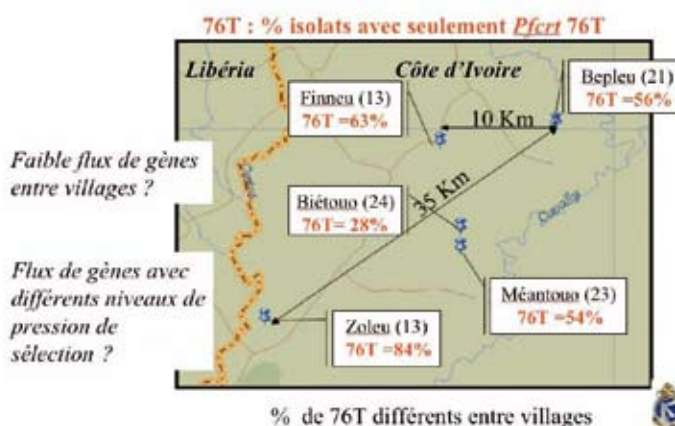 76T : % isolats avec seulement Pfcrt 76T
Libéria
Côte d'Ivoire
Bepleu (21)
76T =56%
Finneu (13)
76T =63%
10 Km
Faible flux de gènes
entre villages ?
35 Km
Biétouo (24)
76T= 28%
Cavally
Flux de gènes avec
différents niveaux de
pression de
sélection ?
Méantouo (23)
76T =54%
Zoleu (13)
76T =84%
% de 76T différents entre villages